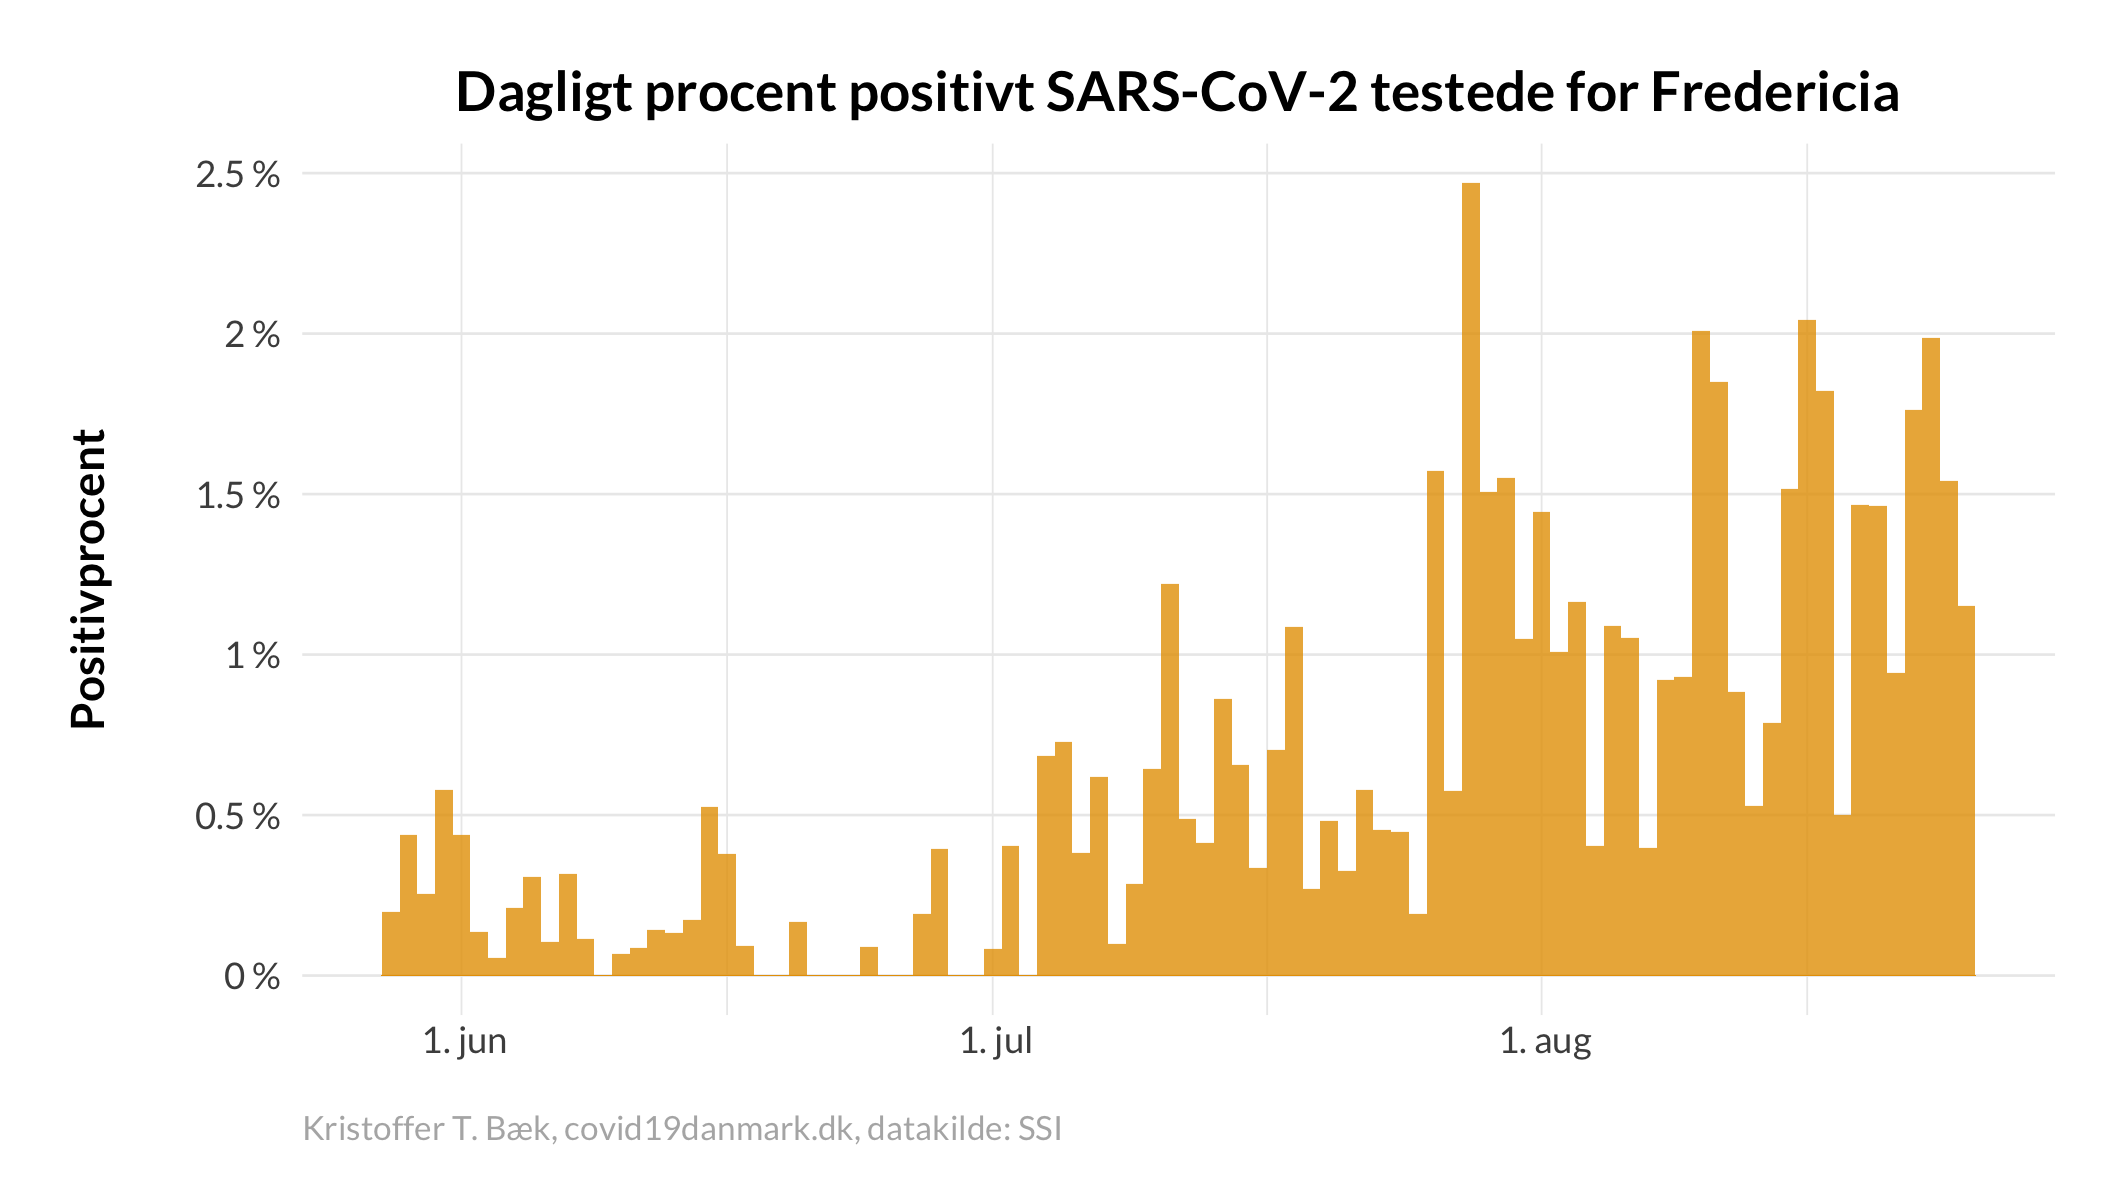 Dagligt procent positivt SARS-CoV-2 testede for Fredericia
Positivprocent
2.5 %
2 %
1.5 %
1 %
0.5 %
0 %
1. jun
1. jul
1. aug
Kristoffer T. Bæk, covid19danmark.dk, datakilde: SSI